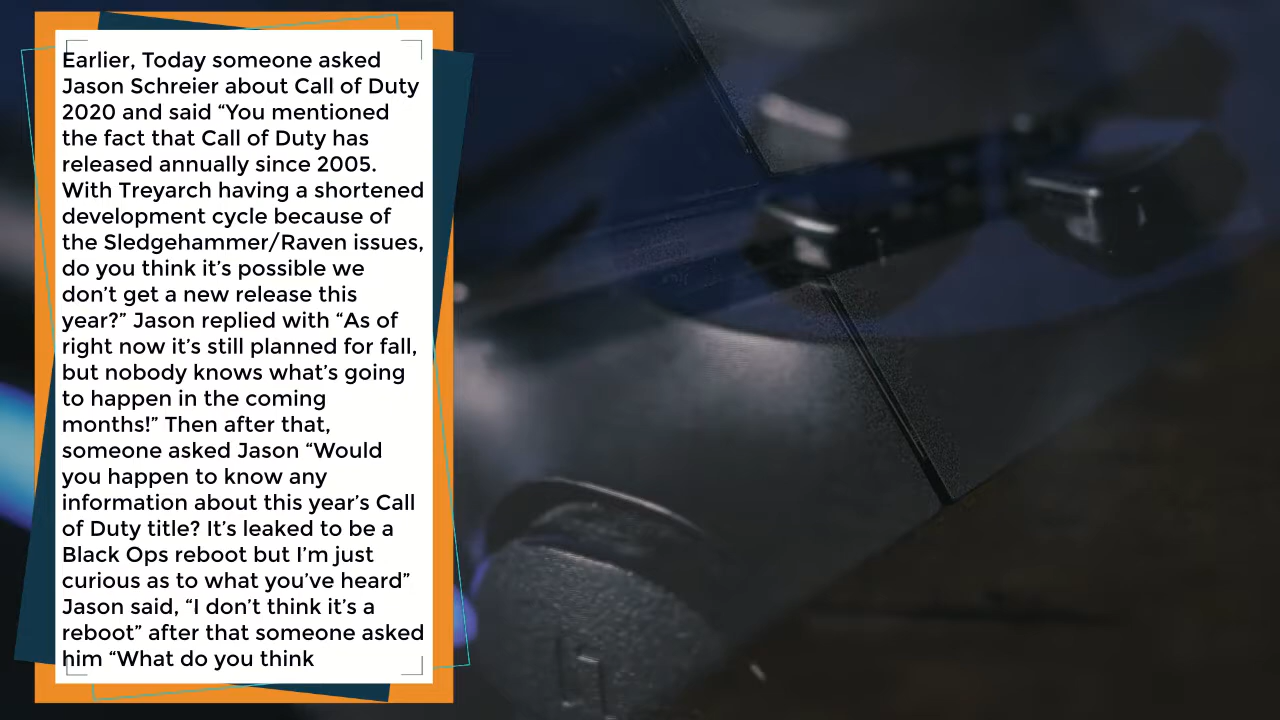 Earlier, Today someone asked
Jason Schreier about Call of Duty
2020 and said “You mentioned
the fact that Call of Duty has
released annually since 2005.
With Treyarch having a shortened
development cycle because of
the Sledgehammer/Raven issues,
do you think it’s possible we
don’t get a new release this
year?” Jason replied with “As of
right now it’s still planned for fall,
but nobody knows what’s going
to happen in the coming
months!” Then after that,
someone asked Jason “Would
you happen to know any
information about this year’s Call
of Duty title? It’s leaked to be a
Black Ops reboot but I’m just
curious as to what you’ve heard”
Jason said, “I don’t think it’s a
reboot” after that someone asked
him “What do you think